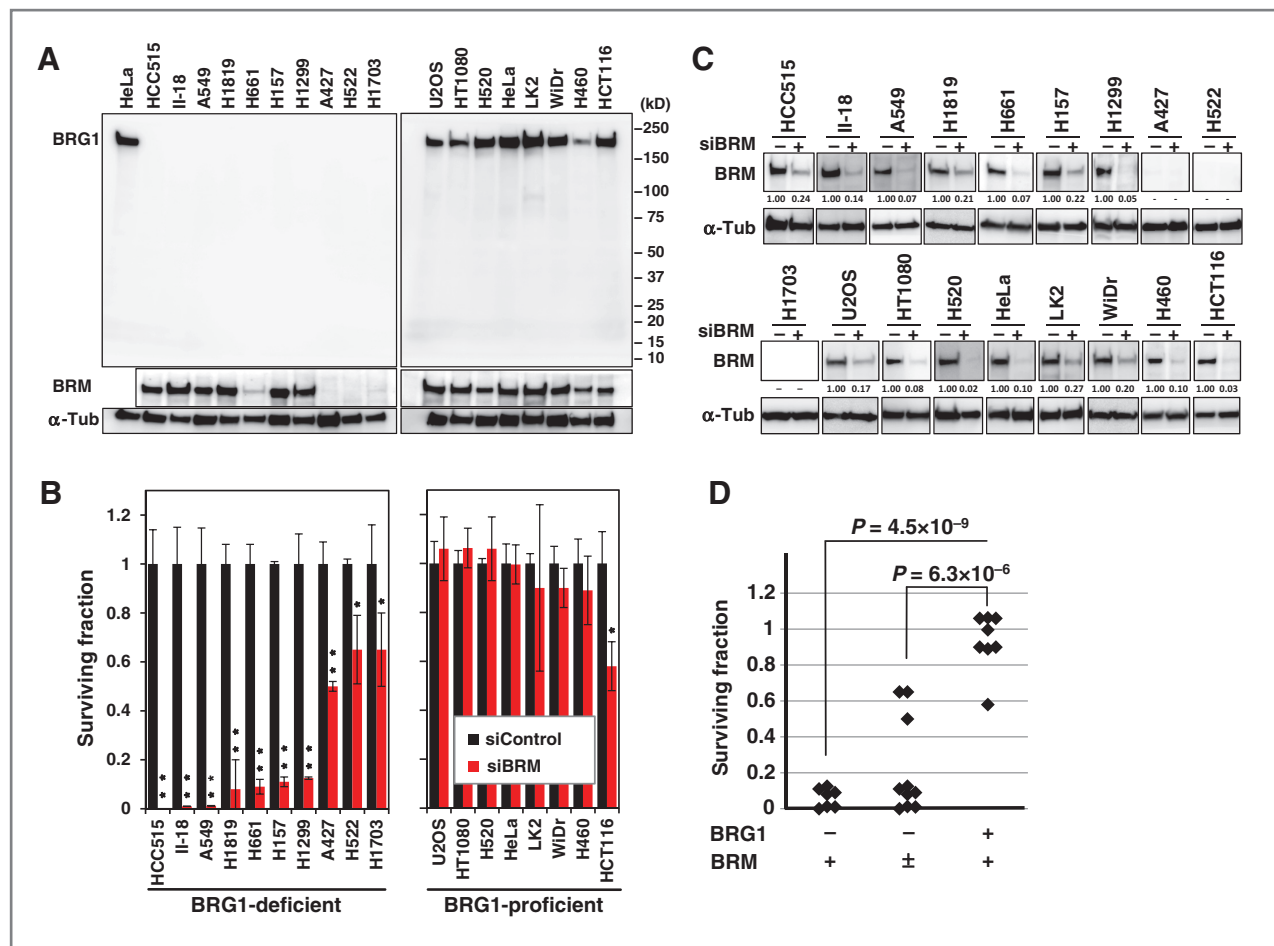 A
HeLa HCC515 II-18 A549 H1819 H661 H157 H1299 A427 H522 H1703
U2OS HT1080 H520 HeLa LK2 WiDr H460 HCT116
(kD)
BRG1
250
150
100
75
50
37
25
20
15
10
BRM
α-Tub
C
HCC515 II-18 A549 H1819 H661 H157 H1299 A427 H522
siBRM – + – + – + – + – + – + – + – + – +
BRM
1.00 0.24 1.00 0.14 1.00 0.07 1.00 0.21 1.00 0.07 1.00 0.22 1.00 0.05 - - - -
α-Tub
H1703 U2OS HT1080 H520 HeLa LK2 WiDr H460 HCT116
siBRM – + – + – + – + – + – + – + – + – +
BRM
– – 1.00 0.17 1.00 0.08 1.00 0.02 1.00 0.10 1.00 0.27 1.00 0.20 1.00 0.10 1.00 0.03
α-Tub
B
Surviving fraction
1.2
1
0.8
0.6
0.4
0.2
0
** ** ** ** ** ** ** ** * *
*
siControl
siBRM
HCC515 II-18 A549 H1819 H661 H157 H1299 A427 H522 H1703
U2OS HT1080 H520 HeLa LK2 WiDr H460 HCT116
BRG1-deficient
BRG1-proficient
D
P = 4.5×10⁻⁹
P = 6.3×10⁻⁶
Surviving fraction
1.2
1
0.8
0.6
0.4
0.2
0
BRG1 – – +
BRM + ± +